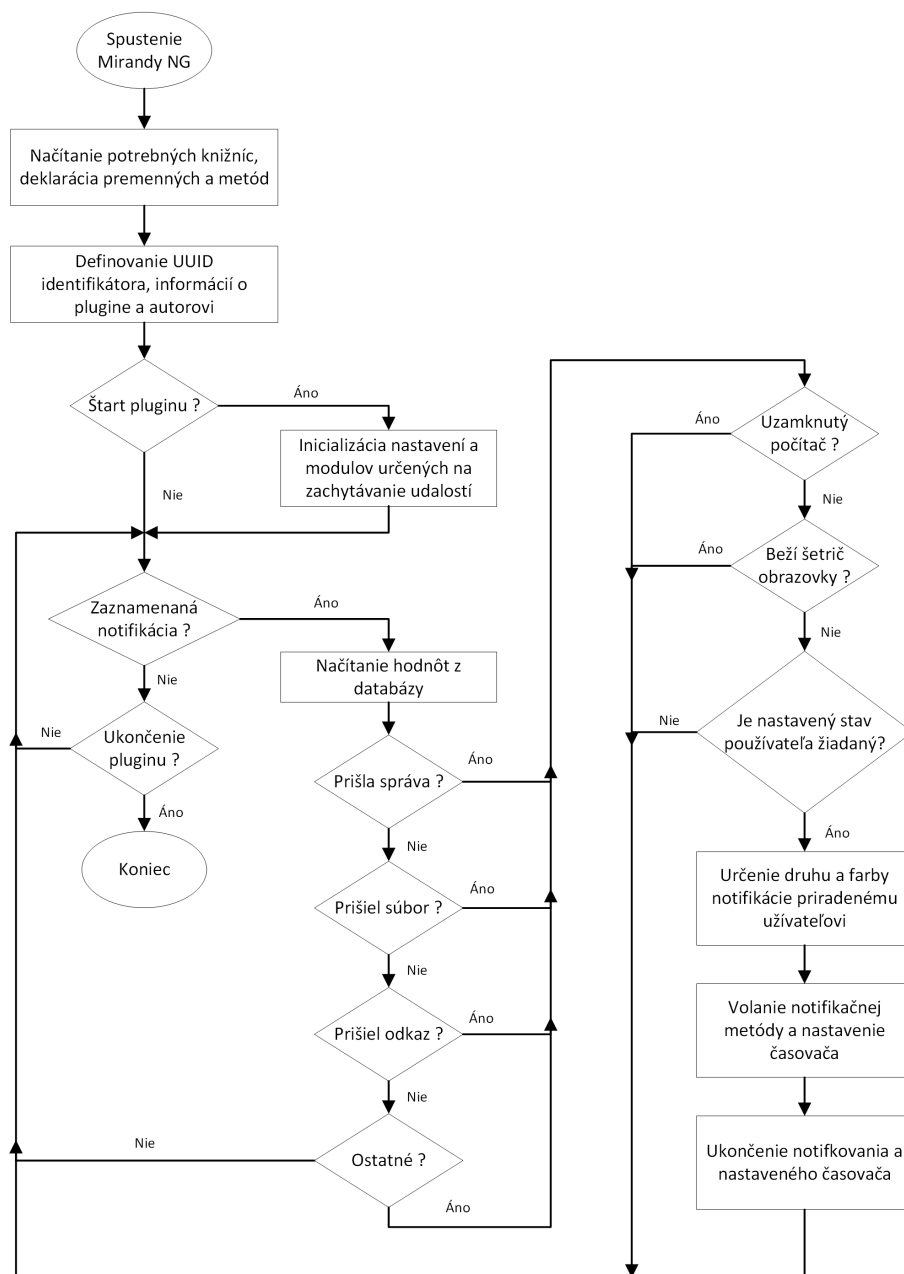 Spustenie
Mirandy NG
Načítanie potrebných knižníc,
deklarácia premenných a metód
Definovanie UUID
identifikátora, informácií o
plugine a autorovi
Štart pluginu ?
Áno
Nie
Inicializácia nastavení a
modulov určených na
zachytávanie udalostí
Zaznamenaná
notifikácia ?
Áno
Nie
Načítanie hodnôt z
databázy
Ukončenie
pluginu ?
Nie
Áno
Koniec
Prišla správa ?
Áno
Nie
Prišiel súbor ?
Áno
Nie
Prišiel odkaz ?
Áno
Nie
Ostatné ?
Nie
Áno
Uzamknutý
počítač ?
Áno
Nie
Beží šetrič
obrazovky ?
Áno
Nie
Je nastavený stav
používateľa žiadaný?
Nie
Áno
Určenie druhu a farby
notifikácie priradenému
užívateľovi
Volanie notifikačnej
metódy a nastavenie
časovača
Ukončenie notifkovania a
nastaveného časovača